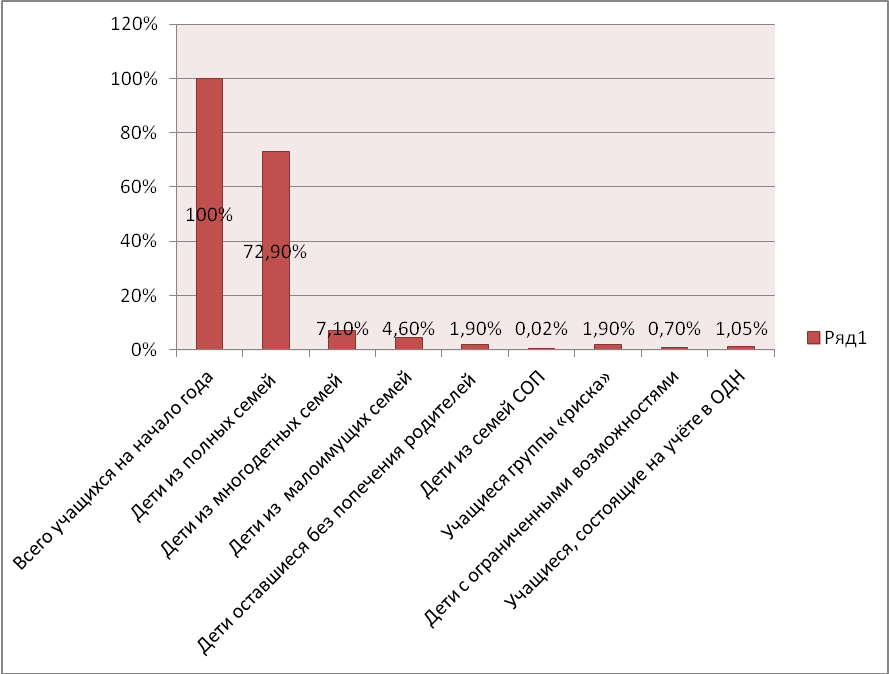 120%
100%
80%
60%
40%
20%
0%
100%
72,90%
7,10%
4,60%
1,90%
0,02%
1,90%
0,70%
1,05%
Всего учащихся на начало года
Дети из полных семей
Дети из многодетных семей
Дети из  малоимущих семей
Дети оставшиеся без попечения родителей
Дети из семей СОП
Учащиеся группы «риска»
Дети с ограниченными возможностями
Учащиеся, состоящие на учёте в ОДН
Ряд1